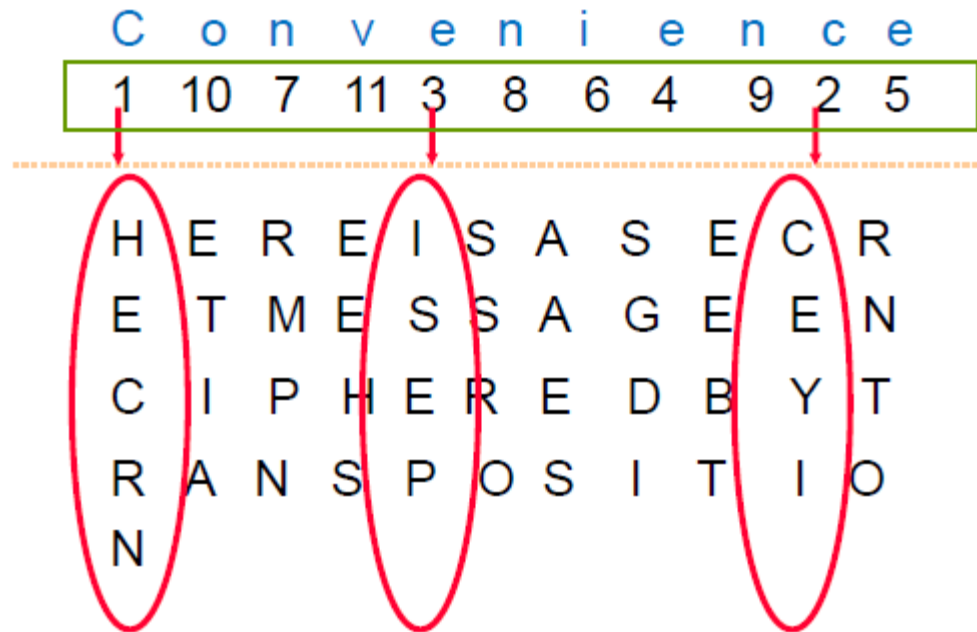 C o n v e n i e n c e
1 10 7 11 3 8 6 4 9 2 5
H E R E I S A S E C R
E T M E S S A G E E N
C I P H E R E D B Y T
R A N S P O S I T I O
N